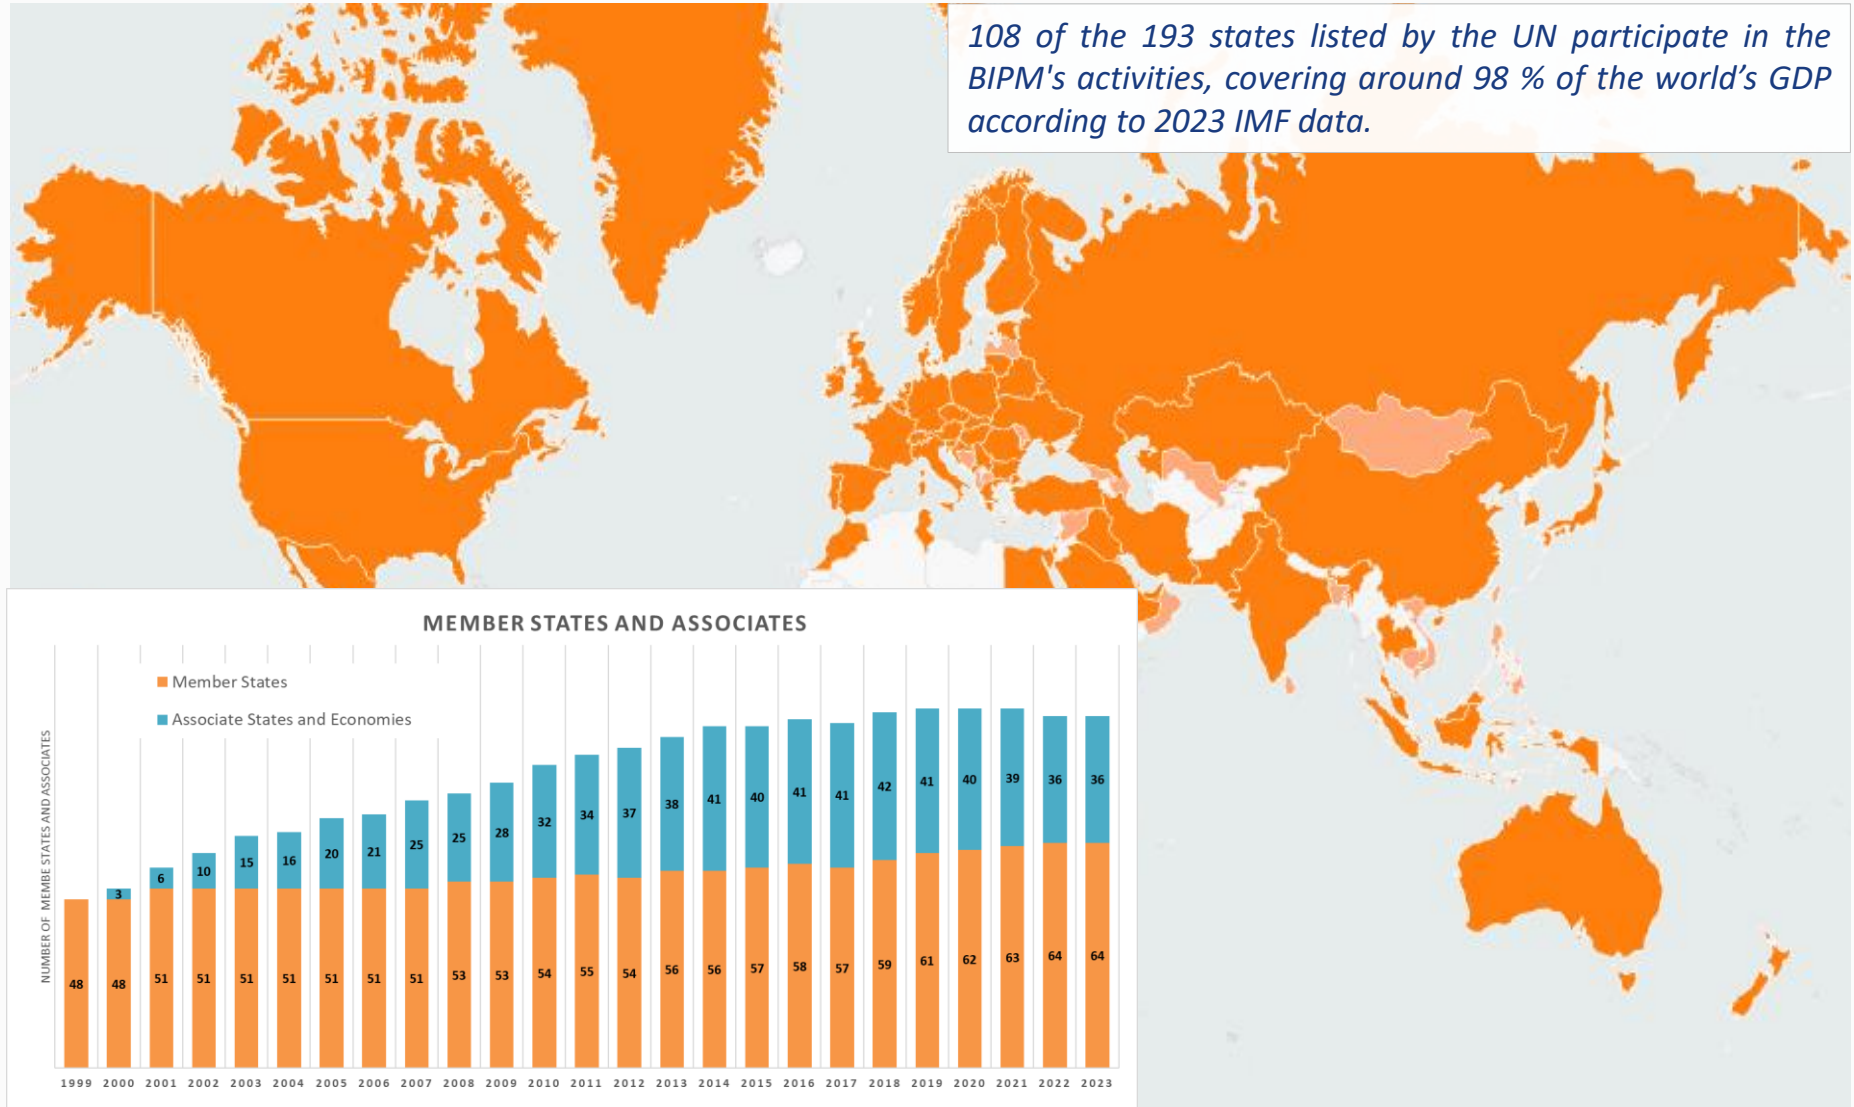 108 of the 193 states listed by the UN participate in the
BIPM's activities, covering around 98 % of the world’s GDP
according to 2023 IMF data.
MEMBER STATES AND ASSOCIATES
Member States
Associate States and Economies
NUMBER OF MEMBE STATES AND ASSOCIATES
3 6 10 15 16 20 21 25 25 28 32 34 37 38 41 40 41 41 42 41 40 39 36 36
48 48 51 51 51 51 51 51 51 53 53 54 55 54 56 56 57 58 57 59 61 62 63 64 64
1999 2000 2001 2002 2003 2004 2005 2006 2007 2008 2009 2010 2011 2012 2013 2014 2015 2016 2017 2018 2019 2020 2021 2022 2023